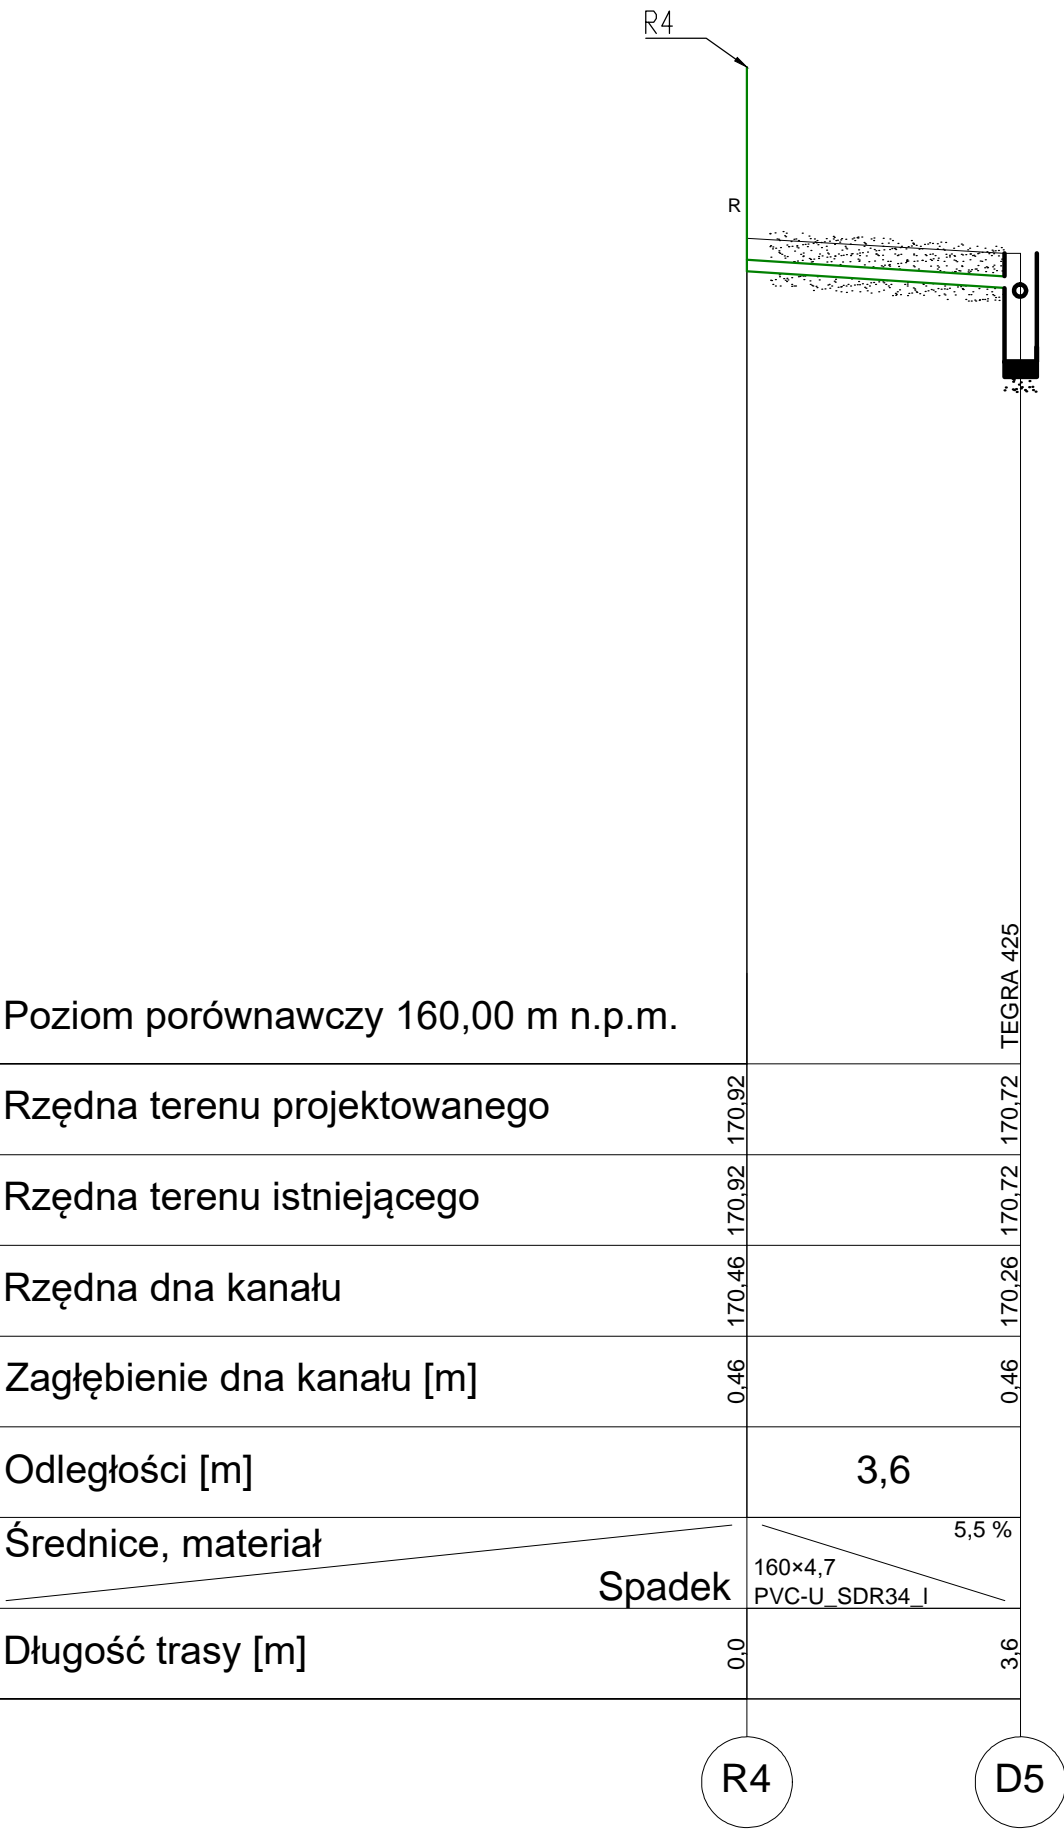 R4
R
TEGRA 425
Poziom porównawczy 160,00 m n.p.m.
Rzędna terenu projektowanego 170,92 170,72
Rzędna terenu istniejącego 170,92 170,72
Rzędna dna kanału 170,46 170,26
Zagłębienie dna kanału [m] 0,46 0,46
Odległości [m] 3,6
Średnice, materiał 5,5 %
Spadek 160×4,7
PVC-U_SDR34_I
Długość trasy [m] 0,0 3,6
R4 D5